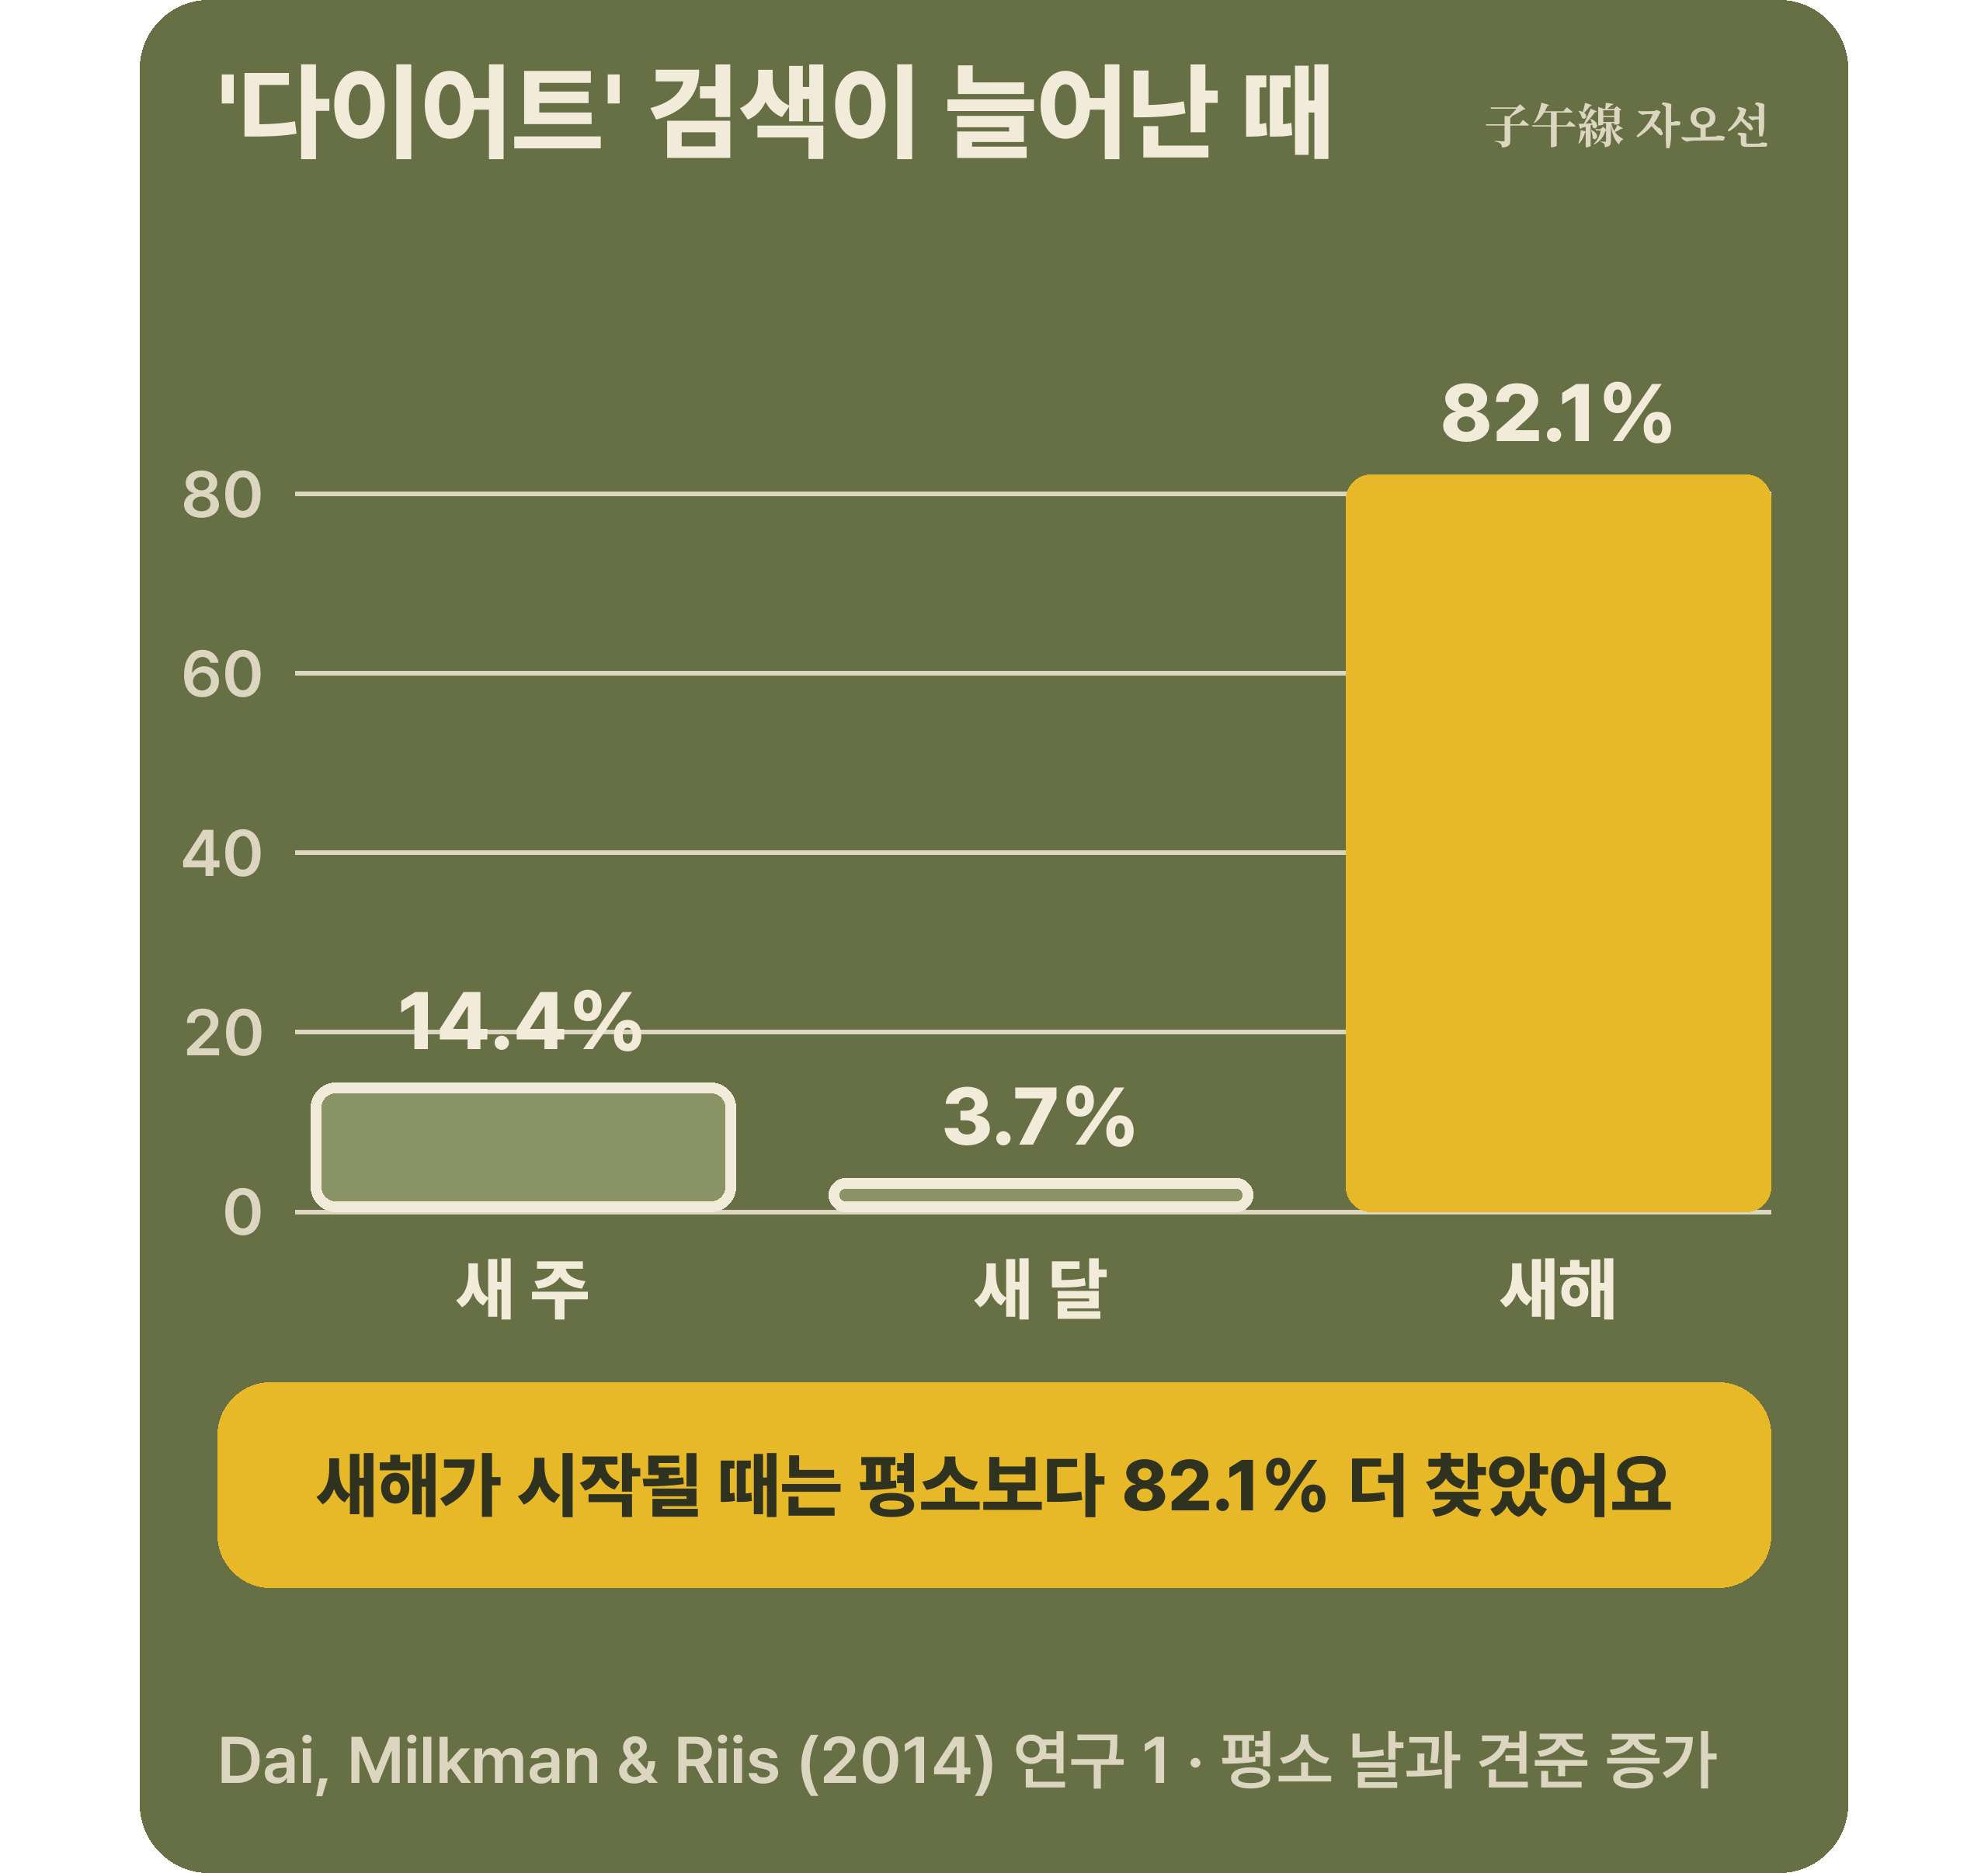 '다이어트' 검색이 늘어난 때
子午線 자오선
82.1%
80
60
40
14.4%
20
3.7%
0
새 주
새 달
새해
새해가 시작될 때는 평소보다 82.1% 더 찾았어요
Dai, Milkman & Riis (2014) 연구 1 · 평소 날과 견준 증가